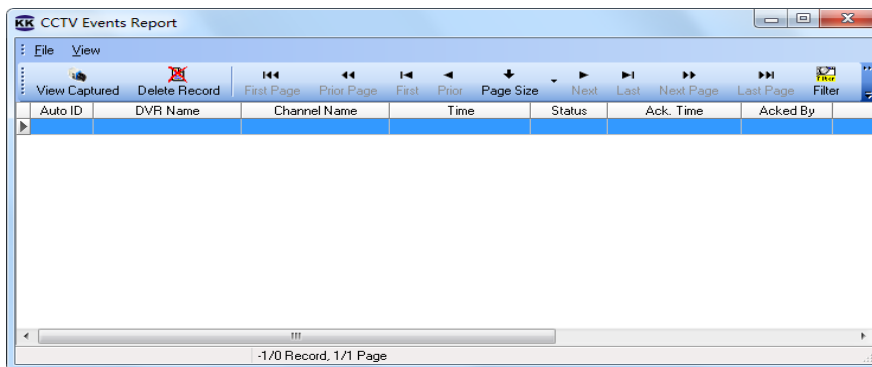 KK CCTV Events Report
File View
View Captured Delete Record First Page Prior Page First Prior Page Size Next Last Next Page Last Page Filter
Auto ID DVR Name Channel Name Time Status Ack. Time Acked By
-1/0 Record, 1/1 Page